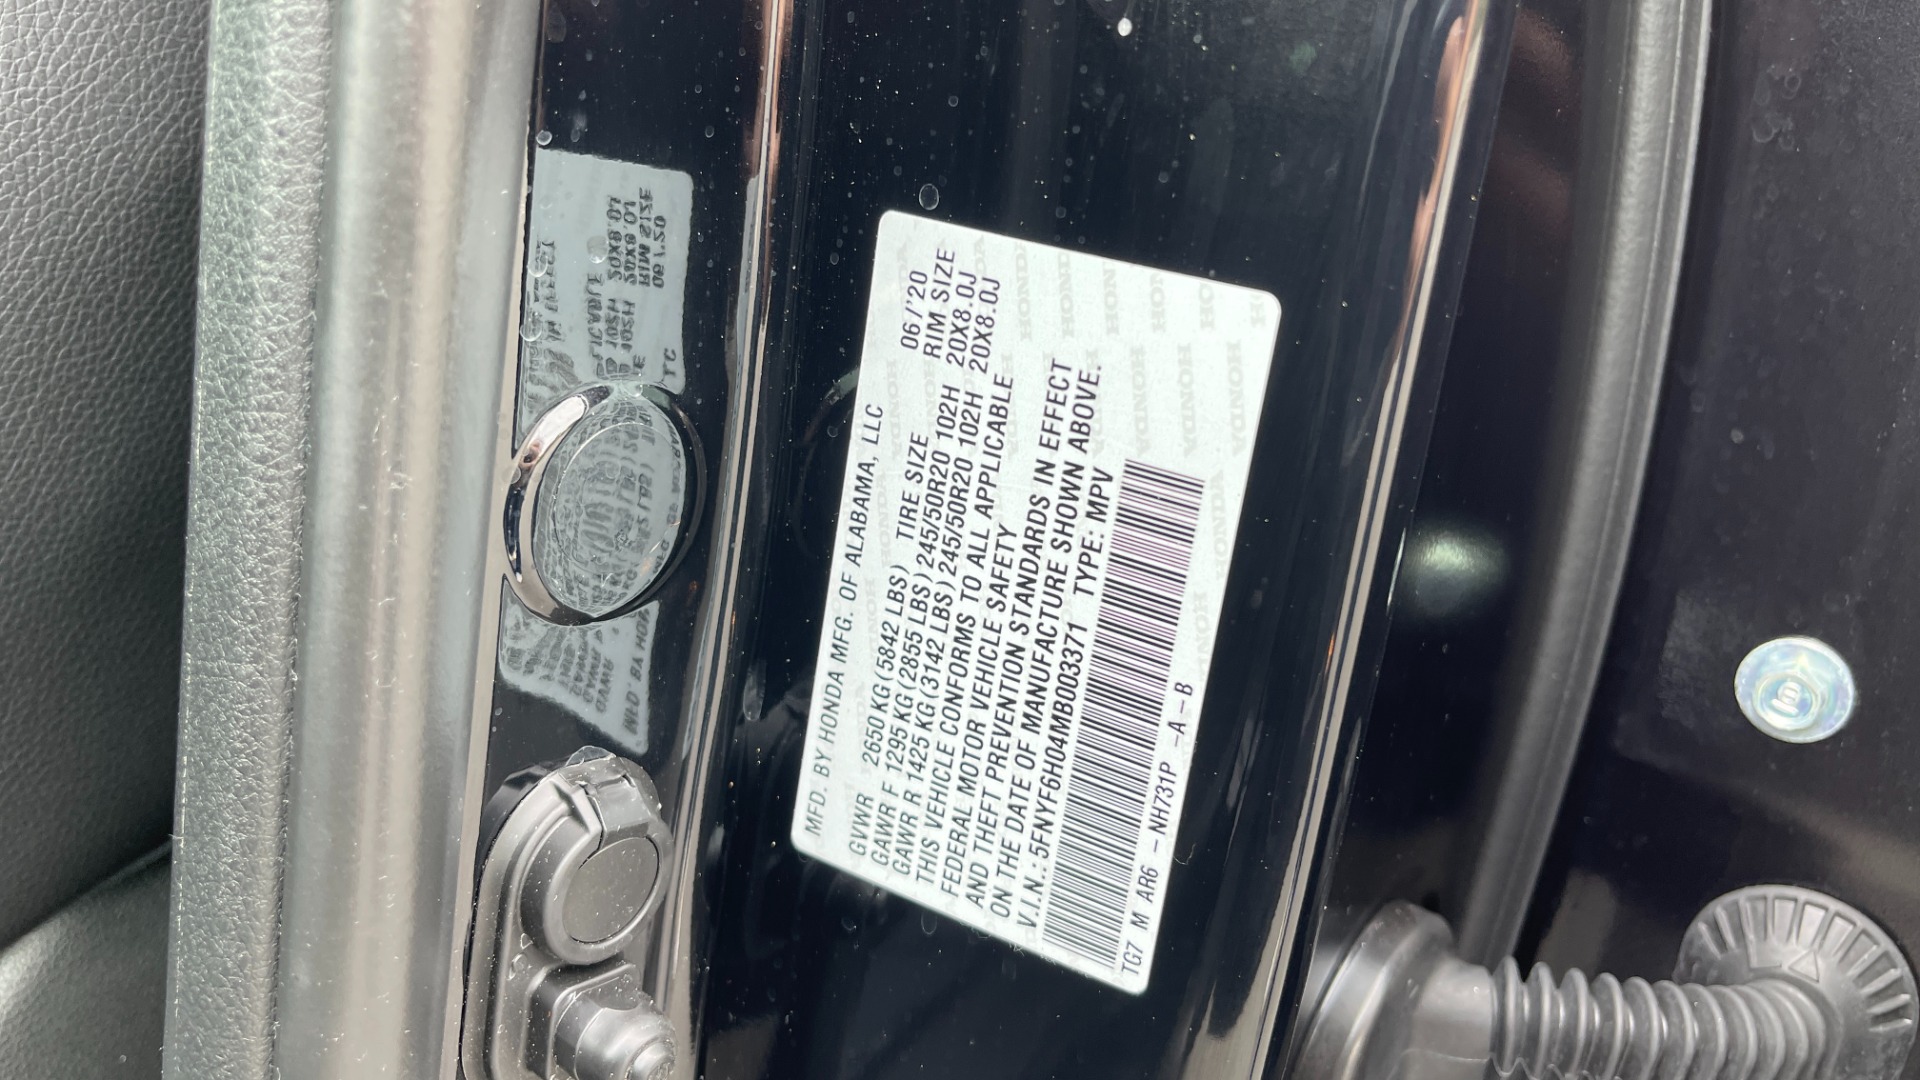 MFD. BY HONDA MFG. OF ALABAMA, LLC 06/'20
GVWR 2650 KG (5842 LBS) TIRE SIZE RIM SIZE
GAWR F 1295 KG (2855 LBS) 245/50R20 102H 20X8.0J
GAWR R 1425 KG (3142 LBS) 245/50R20 102H 20X8.0J
THIS VEHICLE CONFORMS TO ALL APPLICABLE
FEDERAL MOTOR VEHICLE SAFETY
AND THEFT PREVENTION STANDARDS IN EFFECT
ON THE DATE OF MANUFACTURE SHOWN ABOVE.
V.I.N.: 5FNYF6H04MB003371 TYPE: MPV
TG7 M AR6 -NH731P -A -B